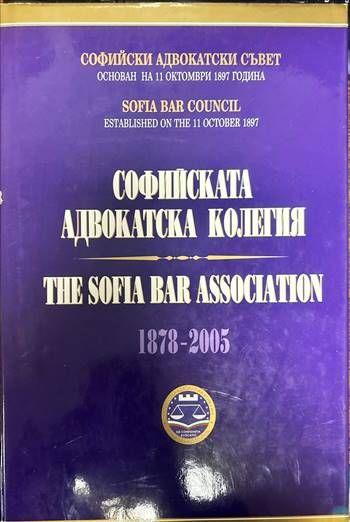 СОФИЙСКИ АДВОКАТСКИ СЪВЕТ
ОСНОВАН НА 11 ОКТОМВРИ 1897 ГОДИНА
SOFIA BAR COUNCIL
ESTABLISHED ON THE 11 OCTOBER 1897
СОФИЙСКАТА
АДВОКАТСКА КОЛЕГИЯ
THE SOFIA BAR ASSOCIATION
1878-2005